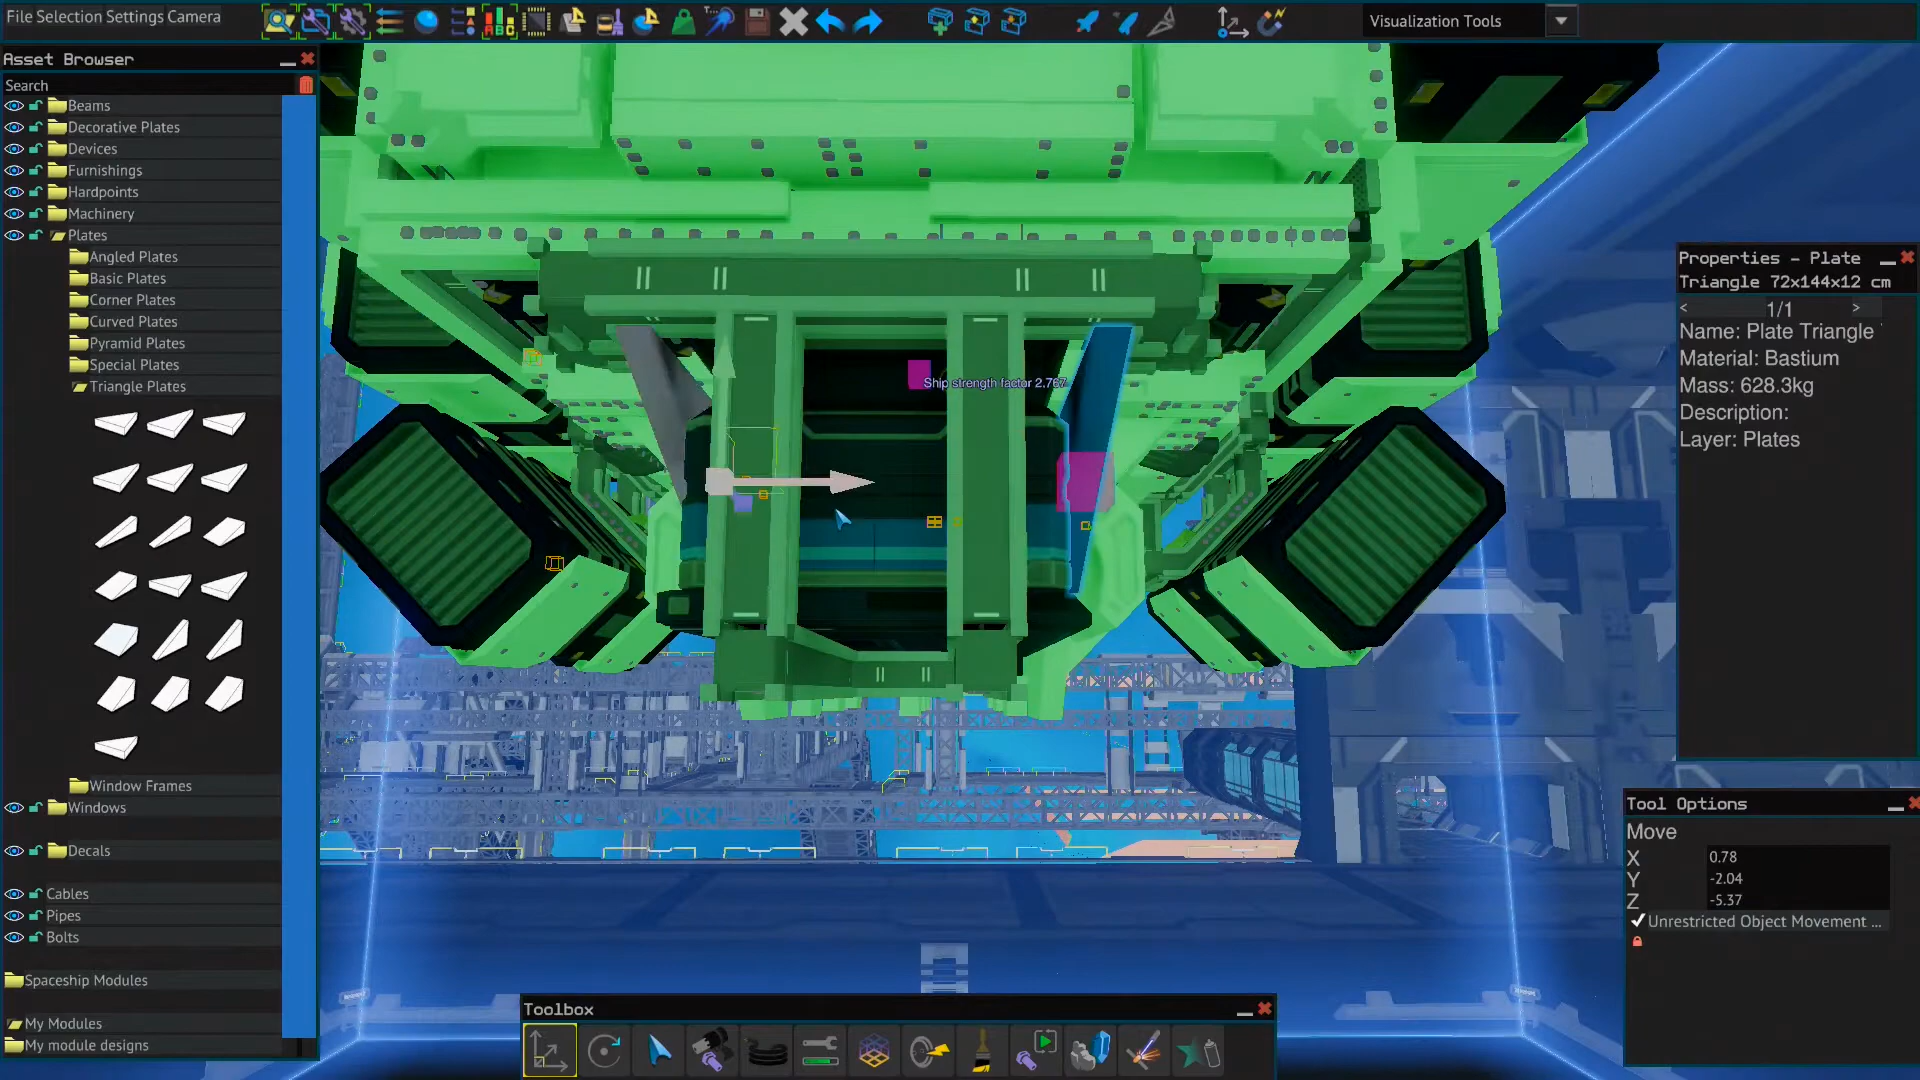 File Selection Settings Camera
Visualization Tools
Asset Browser
Search
Beams
Decorative Plates
Devices
Furnishings
Hardpoints
Machinery
Plates
Angled Plates
Basic Plates
Corner Plates
Curved Plates
Pyramid Plates
Special Plates
Triangle Plates
Window Frames
Windows
Decals
Cables
Pipes
Bolts
Spaceship Modules
My Modules
My module designs
Ship strength factor 2.767
Properties - Plate
Triangle 72x144x12 cm
< 1/1 >
Name: Plate Triangle
Material: Bastium
Mass: 628.3kg
Description:
Layer: Plates
Tool Options
Move
X 0.78
Y -2.04
Z -5.37
Unrestricted Object Movement ...
Toolbox